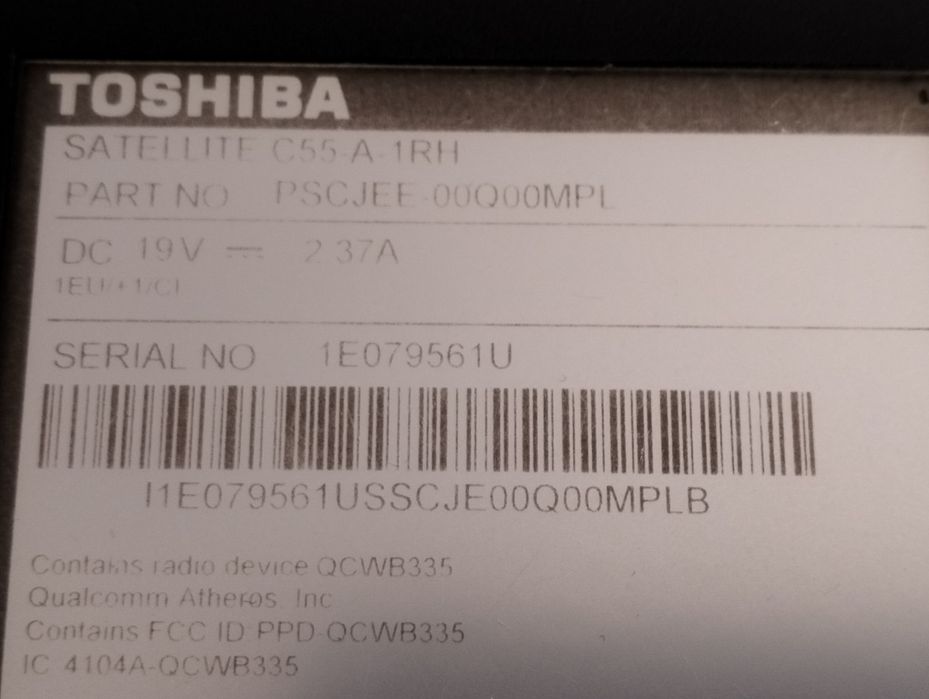 TOSHIBA
SATELLITE C55-A-1RH
PART NO PSCJEE-00Q00MPL
DC 19V ⎓ 2.37A
SERIAL NO 1E079561U
I1E079561USSCJE00Q00MPLB
Contains radio device QCWB335
Qualcomm Atheros, Inc
Contains FCC ID PPD-QCWB335
IC 4104A-QCWB335